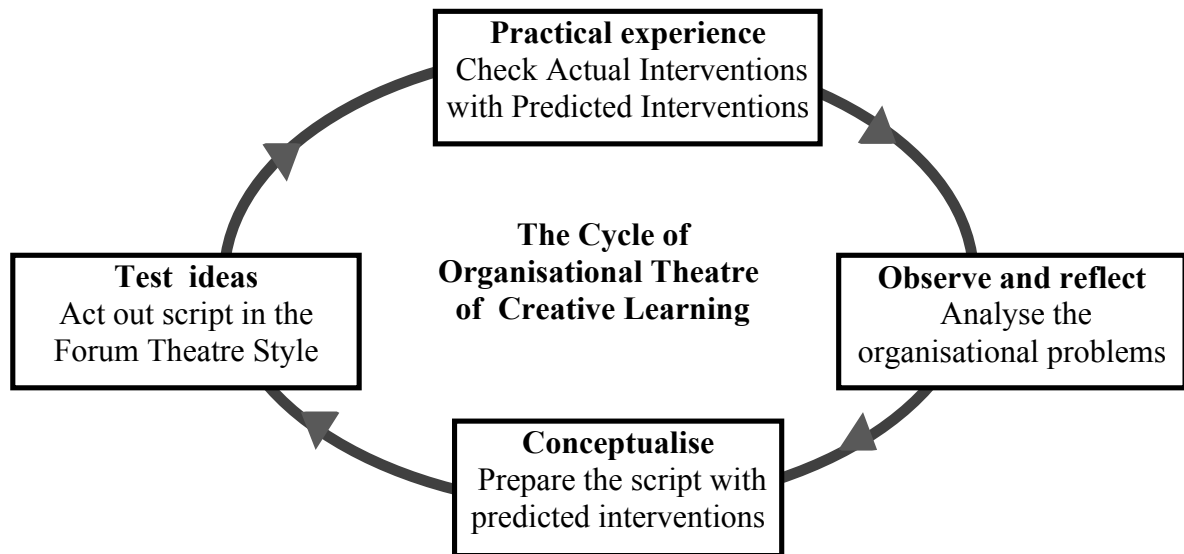 Practical experience
Check Actual Interventions
with Predicted Interventions
The Cycle of
Organisational Theatre
of Creative Learning
Test ideas
Act out script in the
Forum Theatre Style
Observe and reflect
Analyse the
organisational problems
Conceptualise
Prepare the script with
predicted interventions